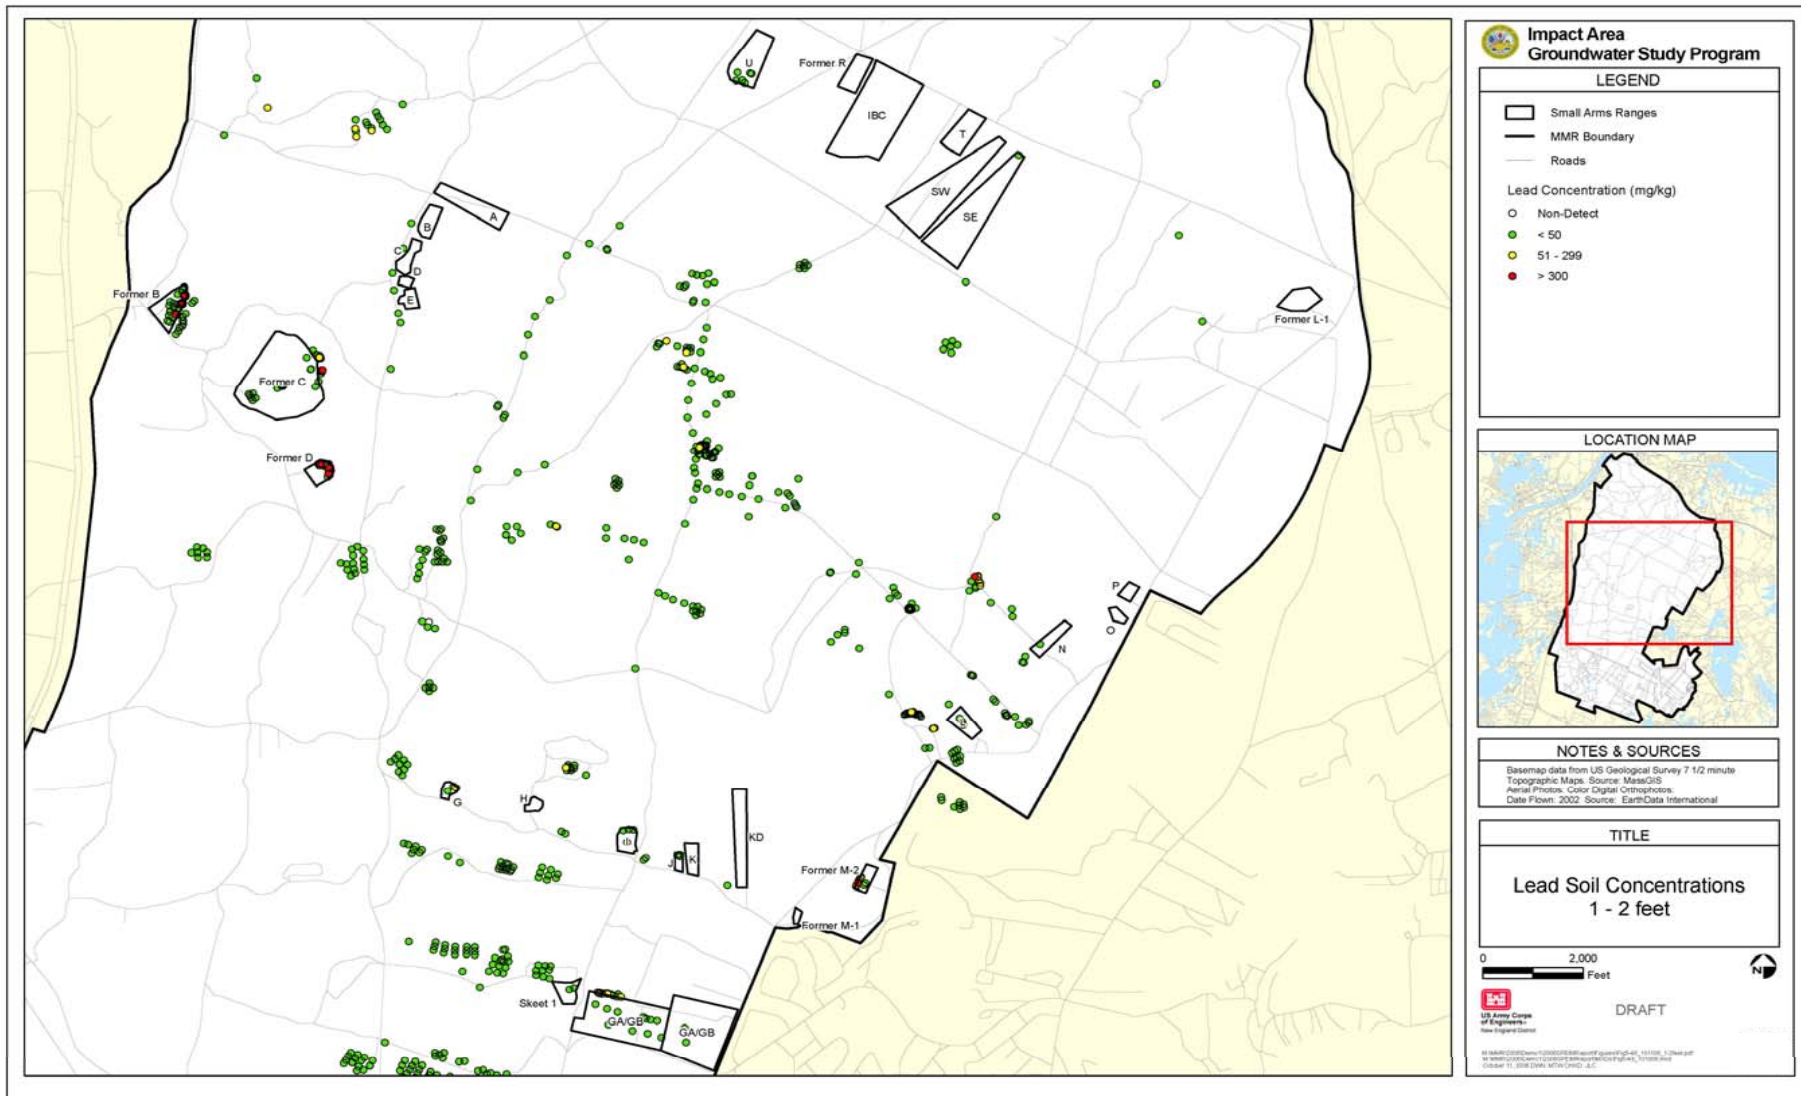 U
Former R
IBC
T
SW
SE
A
B
C
D
E
Former B
Former L-1
Former C
Former D
P
O
N
S
G
H
J
K
KD
Former M-2
Former M-1
Skeet 1
GA/GB
GA/GB
Impact Area
Groundwater Study Program
LEGEND
Small Arms Ranges
MMR Boundary
Roads
Lead Concentration (mg/kg)
Non-Detect
< 50
51 - 299
> 300
LOCATION MAP
NOTES & SOURCES
Basemap data from US Geological Survey 7 1/2 minute
Topographic Maps. Source: MassGIS
Aerial Photos: Color Digital Orthophotos.
Date Flown: 2002 Source: EarthData International
TITLE
Lead Soil Concentrations
1 - 2 feet
0 2,000
Feet
N
US Army Corps
of Engineers
New England District
DRAFT